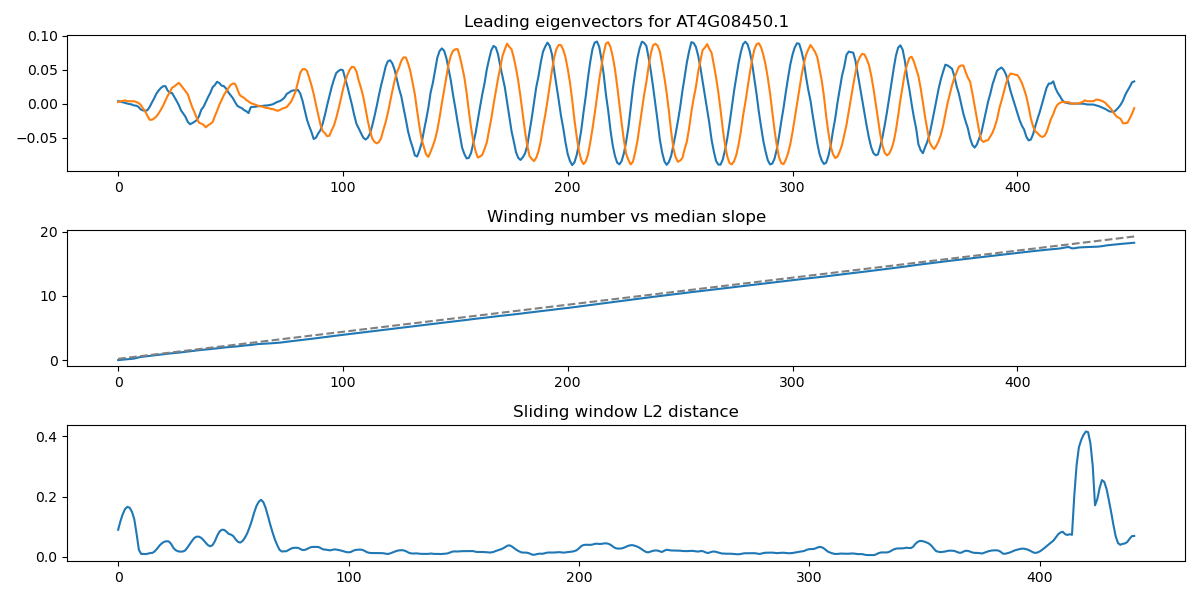 Leading eigenvectors for AT4G08450.1
0.10
0.05
0.00
−0.05
0 100 200 300 400
Winding number vs median slope
20
10
0
0 100 200 300 400
Sliding window L2 distance
0.4
0.2
0.0
0 100 200 300 400